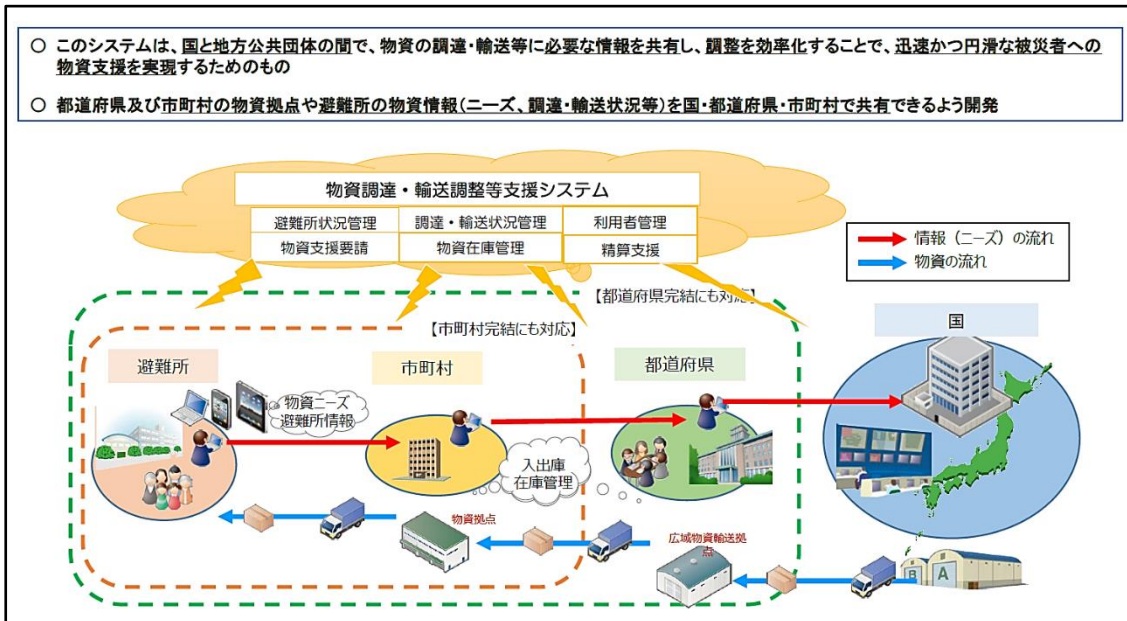 ○ このシステムは、国と地方公共団体の間で、物資の調達・輸送等に必要な情報を共有し、調整を効率化することで、迅速かつ円滑な被災者への
物資支援を実現するためのもの
○ 都道府県及び市町村の物資拠点や避難所の物資情報(ニーズ、調達・輸送状況等)を国・都道府県・市町村で共有できるよう開発
物資調達・輸送調整等支援システム
避難所状況管理 調達・輸送状況管理 利用者管理
物資支援要請 物資在庫管理 精算支援
情報（ニーズ）の流れ
物資の流れ
【都道府県完結にも対応】
【市町村完結にも対応】
国
避難所 市町村 都道府県
物資ニーズ
避難所情報
入出庫
在庫管理
物資拠点
広域物資輸送拠
点
B A